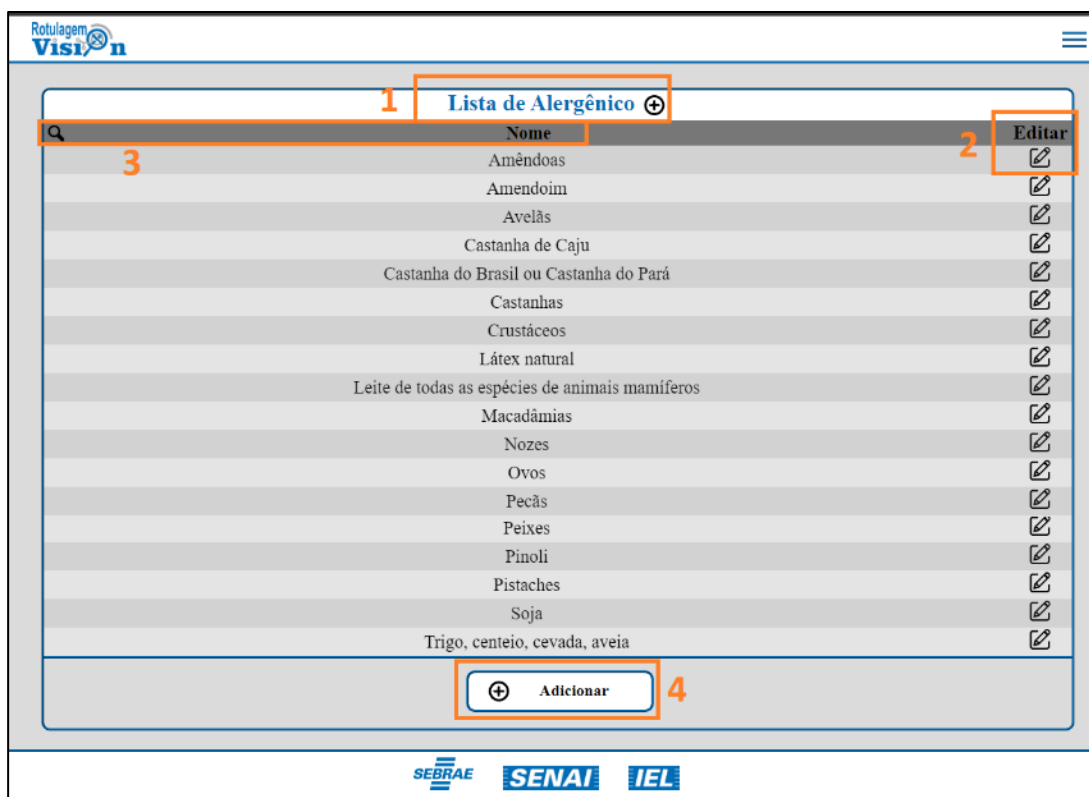 Rotulagem
Visi n
1
Lista de Alergênico
Nome
Editar
2
3
Amêndoas
Amendoim
Avelãs
Castanha de Caju
Castanha do Brasil ou Castanha do Pará
Castanhas
Crustáceos
Látex natural
Leite de todas as espécies de animais mamíferos
Macadâmias
Nozes
Ovos
Pecãs
Peixes
Pinoli
Pistaches
Soja
Trigo, centeio, cevada, aveia
Adicionar
4
SEBRAE SENAI IEL